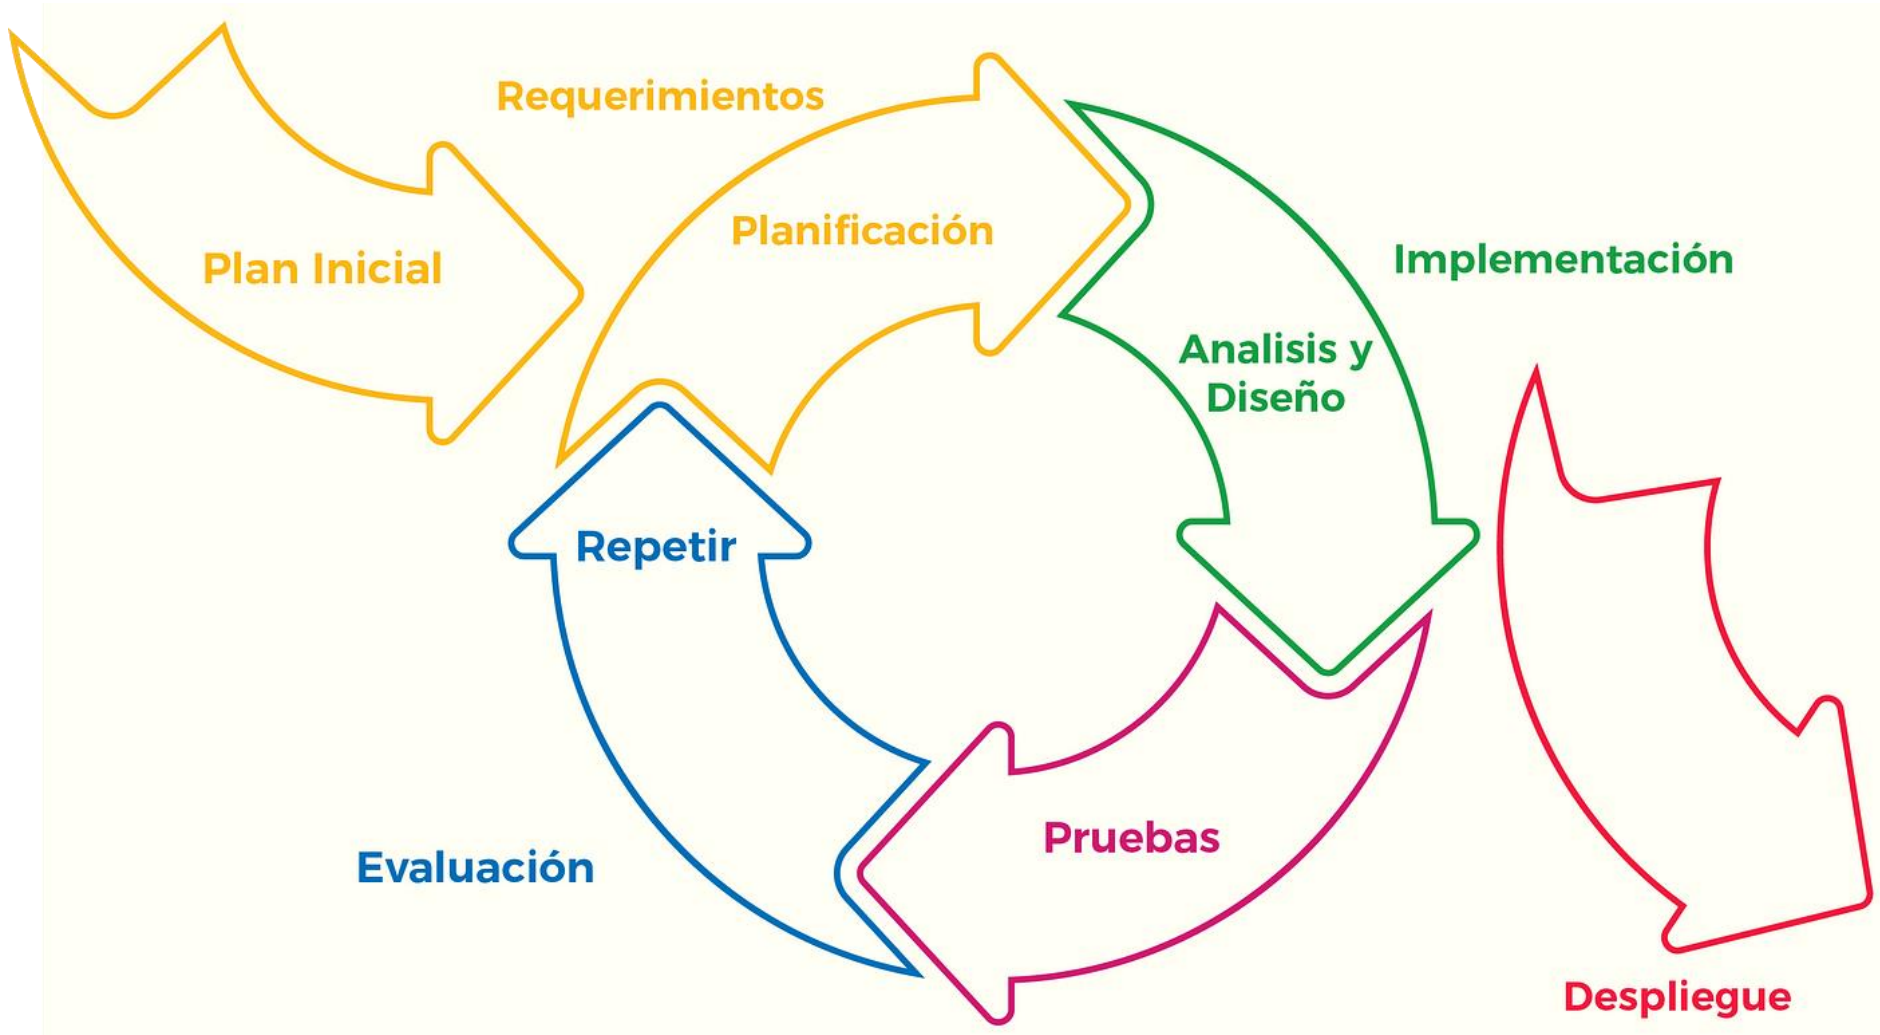 Requerimientos
Plan Inicial
Planificación
Implementación
Analisis y
Diseño
Repetir
Pruebas
Evaluación
Despliegue